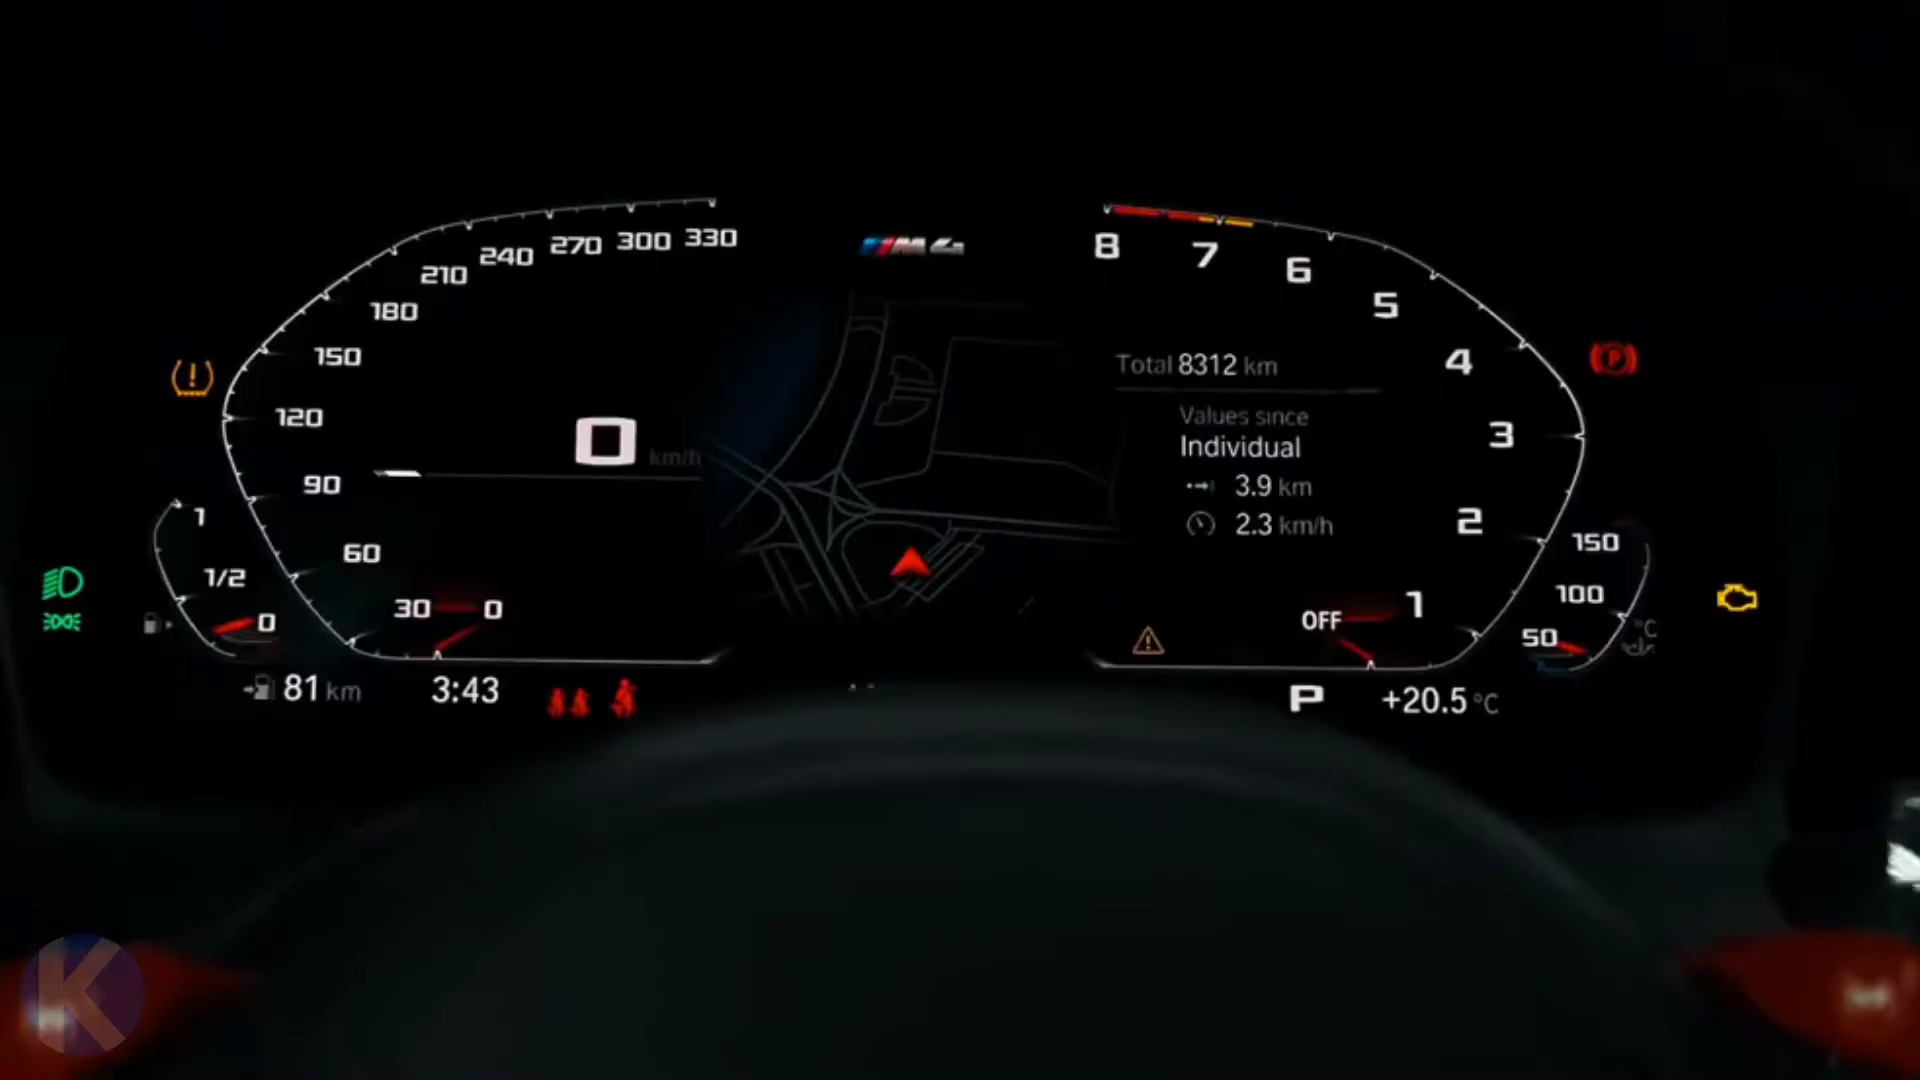 330
300
270
240
210
180
150
120
90
60
30
0
0 km/h
1
1/2
0
81 km
3:43
M4
Total 8312 km
Values since
Individual
3.9 km
2.3 km/h
8
7
6
5
4
3
2
1
OFF
P
150
100
50
°C
P +20.5 °C
K